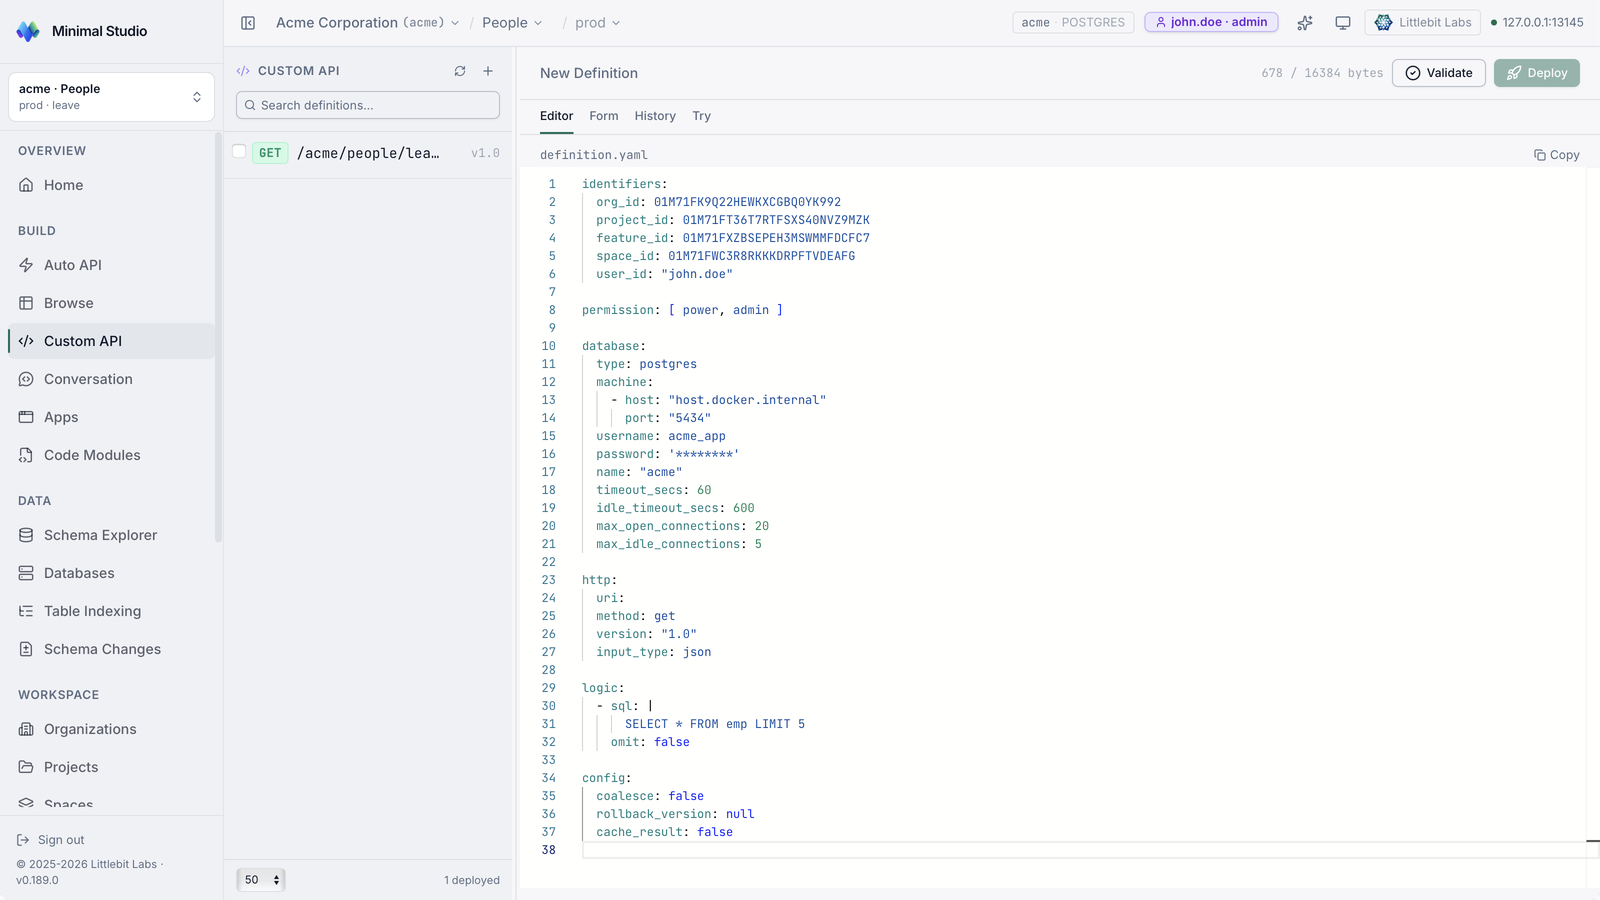 Minimal Studio
acme · People
prod · leave
OVERVIEW
Home
BUILD
Auto API
Browse
Custom API
Conversation
Apps
Code Modules
DATA
Schema Explorer
Databases
Table Indexing
Schema Changes
WORKSPACE
Organizations
Projects
Spaces
Sign out
© 2025-2026 Littlebit Labs ·
v0.189.0
Acme Corporation (acme) / People / prod
acme · POSTGRES
john.doe · admin
Littlebit Labs
127.0.0.1:13145
CUSTOM API
Search definitions...
GET /acme/people/lea… v1.0
50
1 deployed
New Definition
678 / 16384 bytes
Validate
Deploy
Editor Form History Try
definition.yaml
Copy
1 identifiers:
2 org_id: 01M71FK9Q22HEWKXCGBQ0YK992
3 project_id: 01M71FT36T7RTFSXS40NVZ9MZK
4 feature_id: 01M71FXZBSEPEH3MSWMMFDCFC7
5 space_id: 01M71FWC3R8RKKKDRPFTVDEAFG
6 user_id: "john.doe"
7
8 permission: [ power, admin ]
9
10 database:
11 type: postgres
12 machine:
13 - host: "host.docker.internal"
14 port: "5434"
15 username: acme_app
16 password: '********'
17 name: "acme"
18 timeout_secs: 60
19 idle_timeout_secs: 600
20 max_open_connections: 20
21 max_idle_connections: 5
22
23 http:
24 uri:
25 method: get
26 version: "1.0"
27 input_type: json
28
29 logic:
30 - sql: |
31 SELECT * FROM emp LIMIT 5
32 omit: false
33
34 config:
35 coalesce: false
36 rollback_version: null
37 cache_result: false
38